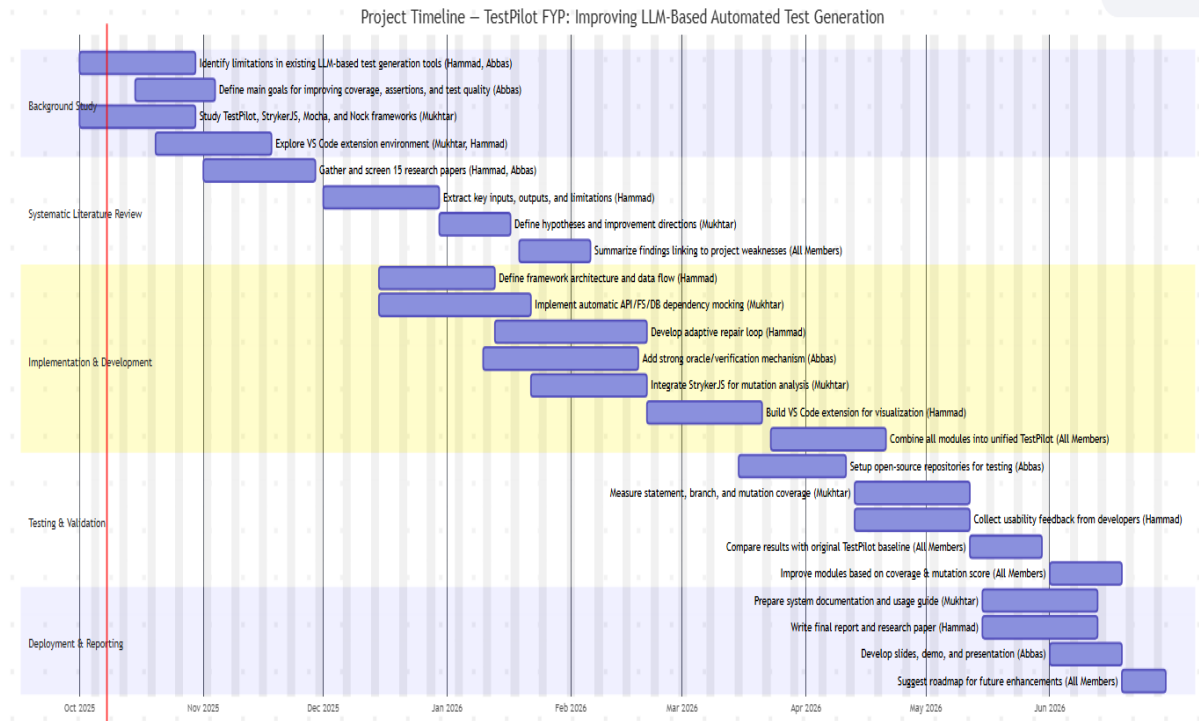 Project Timeline — TestPilot FYP: Improving LLM-Based Automated Test Generation
Background Study
Identify limitations in existing LLM-based test generation tools (Hammad, Abbas)
Define main goals for improving coverage, assertions, and test quality (Abbas)
Study TestPilot, StrykerJS, Mocha, and Nock frameworks (Mukhtar)
Explore VS Code extension environment (Mukhtar, Hammad)
Systematic Literature Review
Gather and screen 15 research papers (Hammad, Abbas)
Extract key inputs, outputs, and limitations (Hammad)
Define hypotheses and improvement directions (Mukhtar)
Summarize findings linking to project weaknesses (All Members)
Implementation & Development
Define framework architecture and data flow (Hammad)
Implement automatic API/FS/DB dependency mocking (Mukhtar)
Develop adaptive repair loop (Hammad)
Add strong oracle/verification mechanism (Abbas)
Integrate StrykerJS for mutation analysis (Mukhtar)
Build VS Code extension for visualization (Hammad)
Combine all modules into unified TestPilot (All Members)
Testing & Validation
Setup open-source repositories for testing (Abbas)
Measure statement, branch, and mutation coverage (Mukhtar)
Collect usability feedback from developers (Hammad)
Compare results with original TestPilot baseline (All Members)
Improve modules based on coverage & mutation score (All Members)
Deployment & Reporting
Prepare system documentation and usage guide (Mukhtar)
Write final report and research paper (Hammad)
Develop slides, demo, and presentation (Abbas)
Suggest roadmap for future enhancements (All Members)
Oct 2025 Nov 2025 Dec 2025 Jan 2026 Feb 2026 Mar 2026 Apr 2026 May 2026 Jun 2026